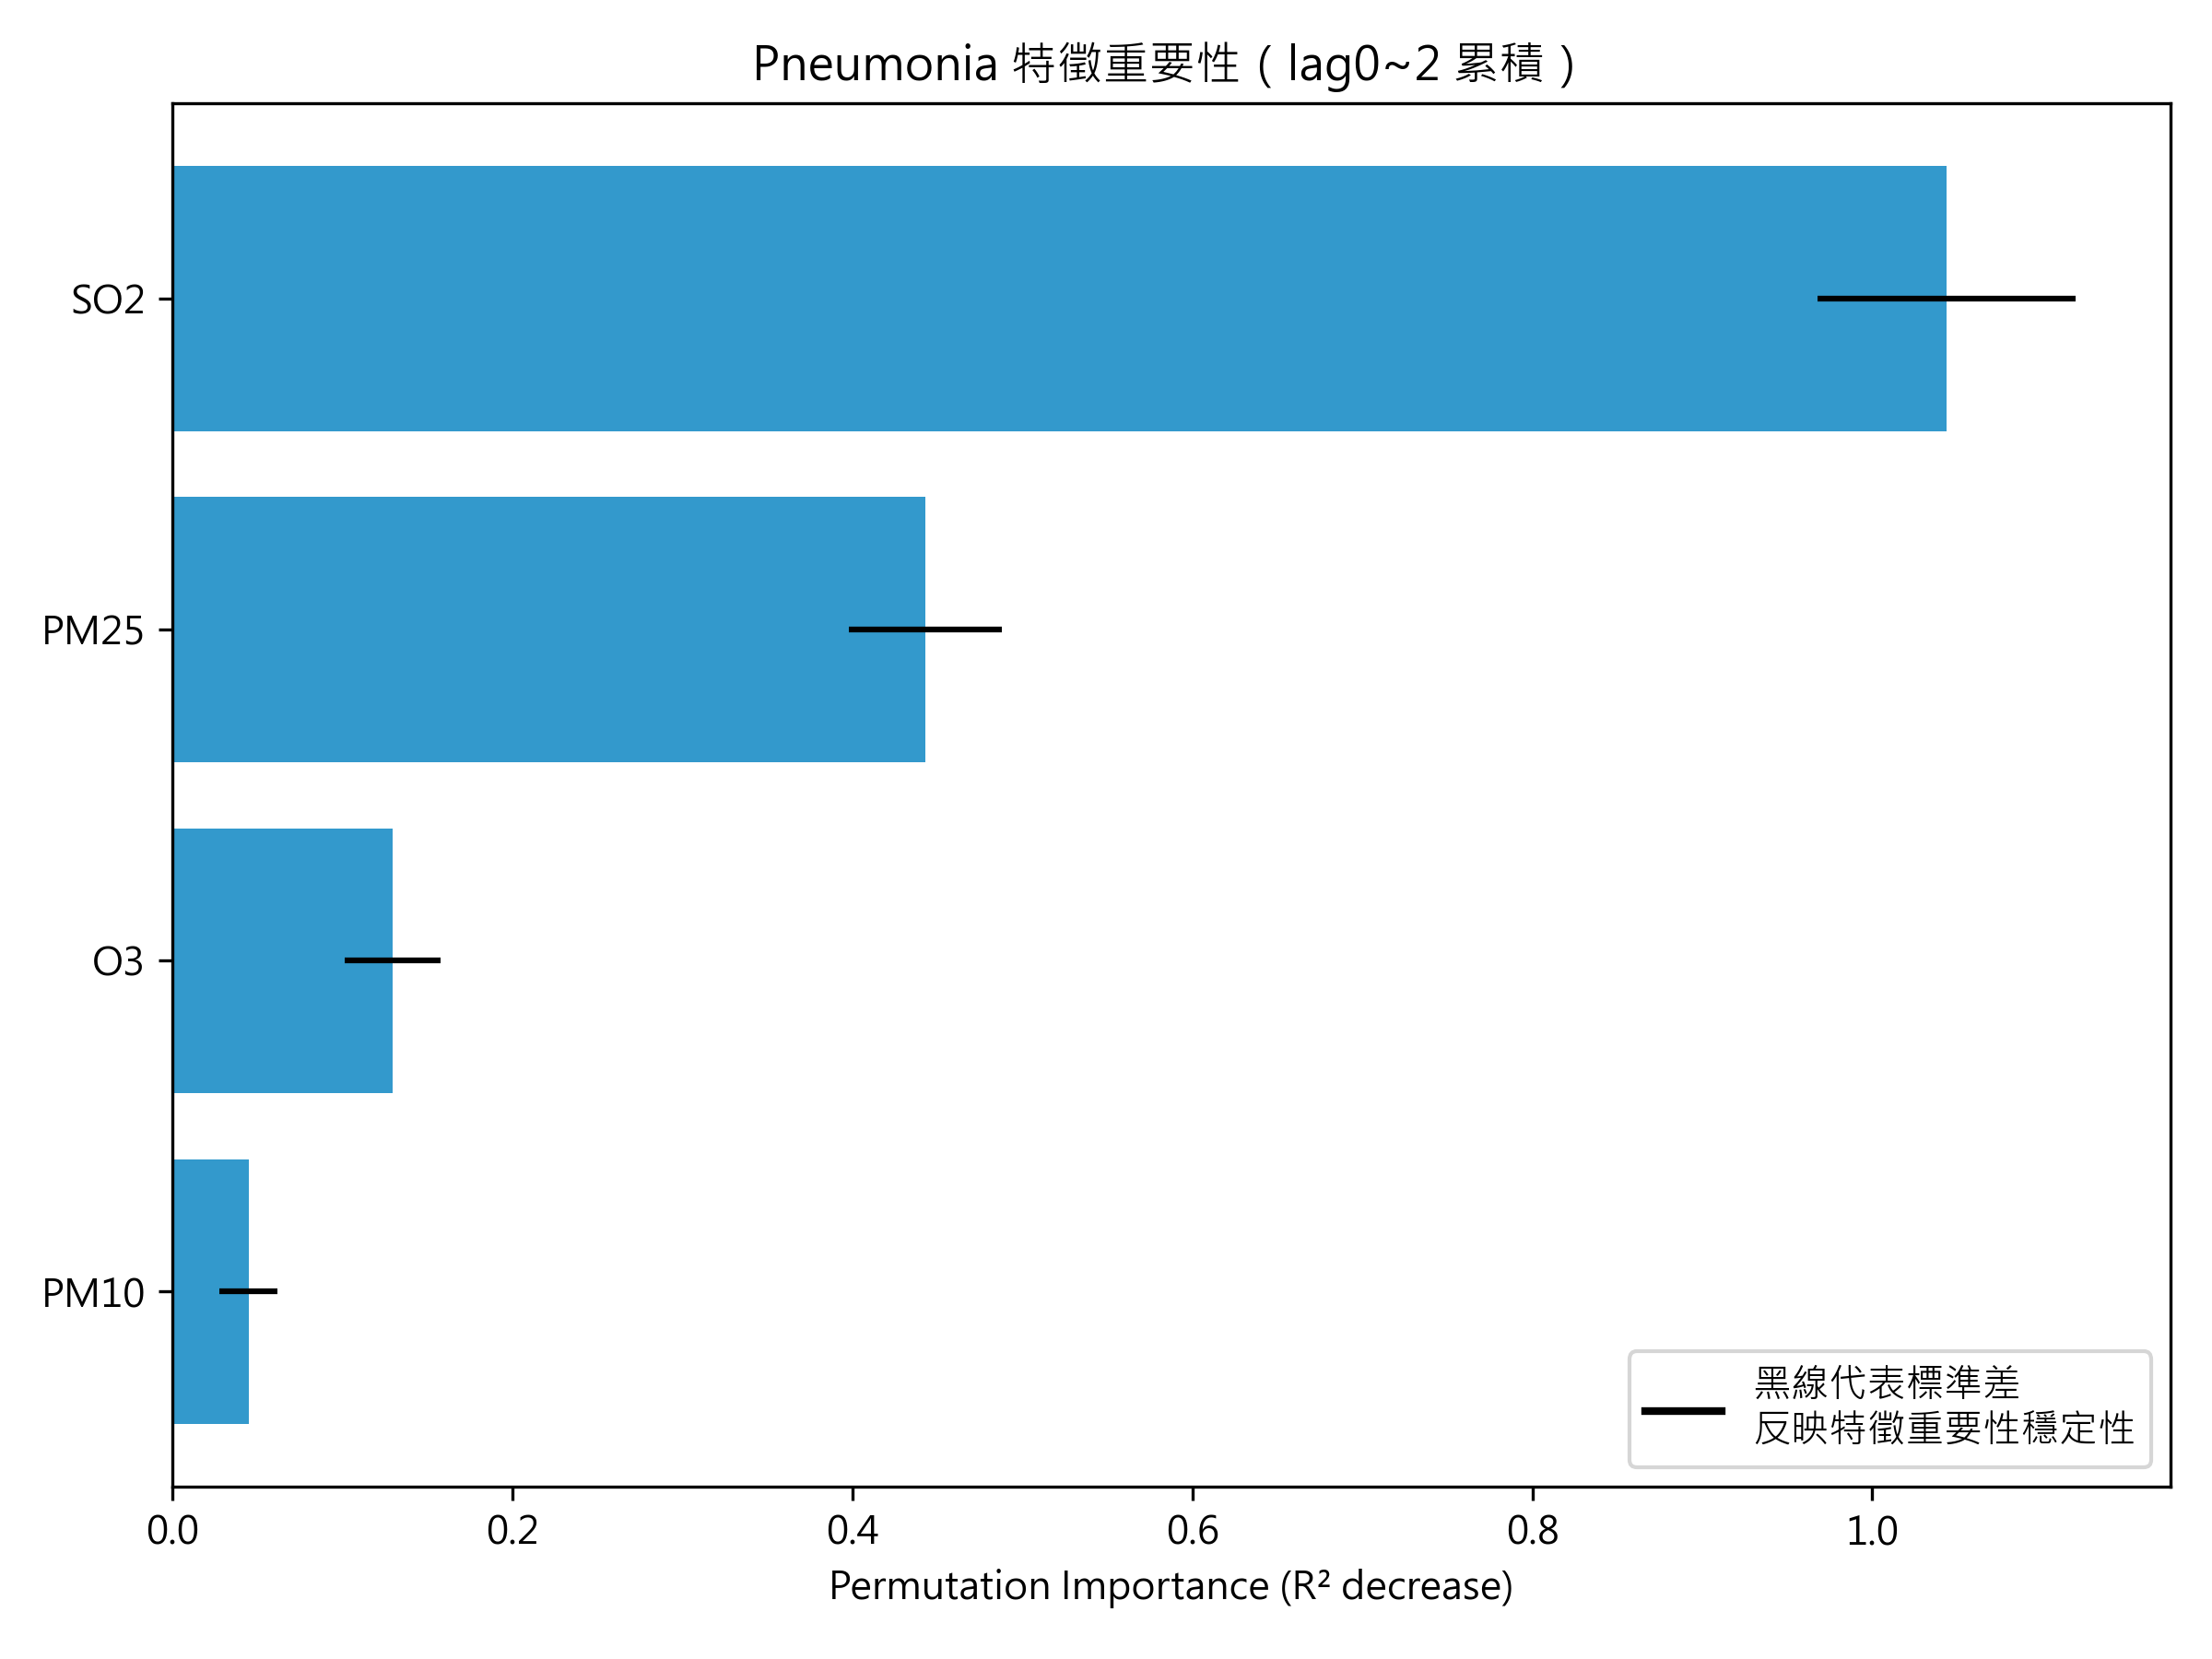 Pneumonia 特徵重要性（lag0~2 累積）
SO2
PM25
O3
PM10
黑線代表標準差
反映特徵重要性穩定性
0.0 0.2 0.4 0.6 0.8 1.0
Permutation Importance (R² decrease)